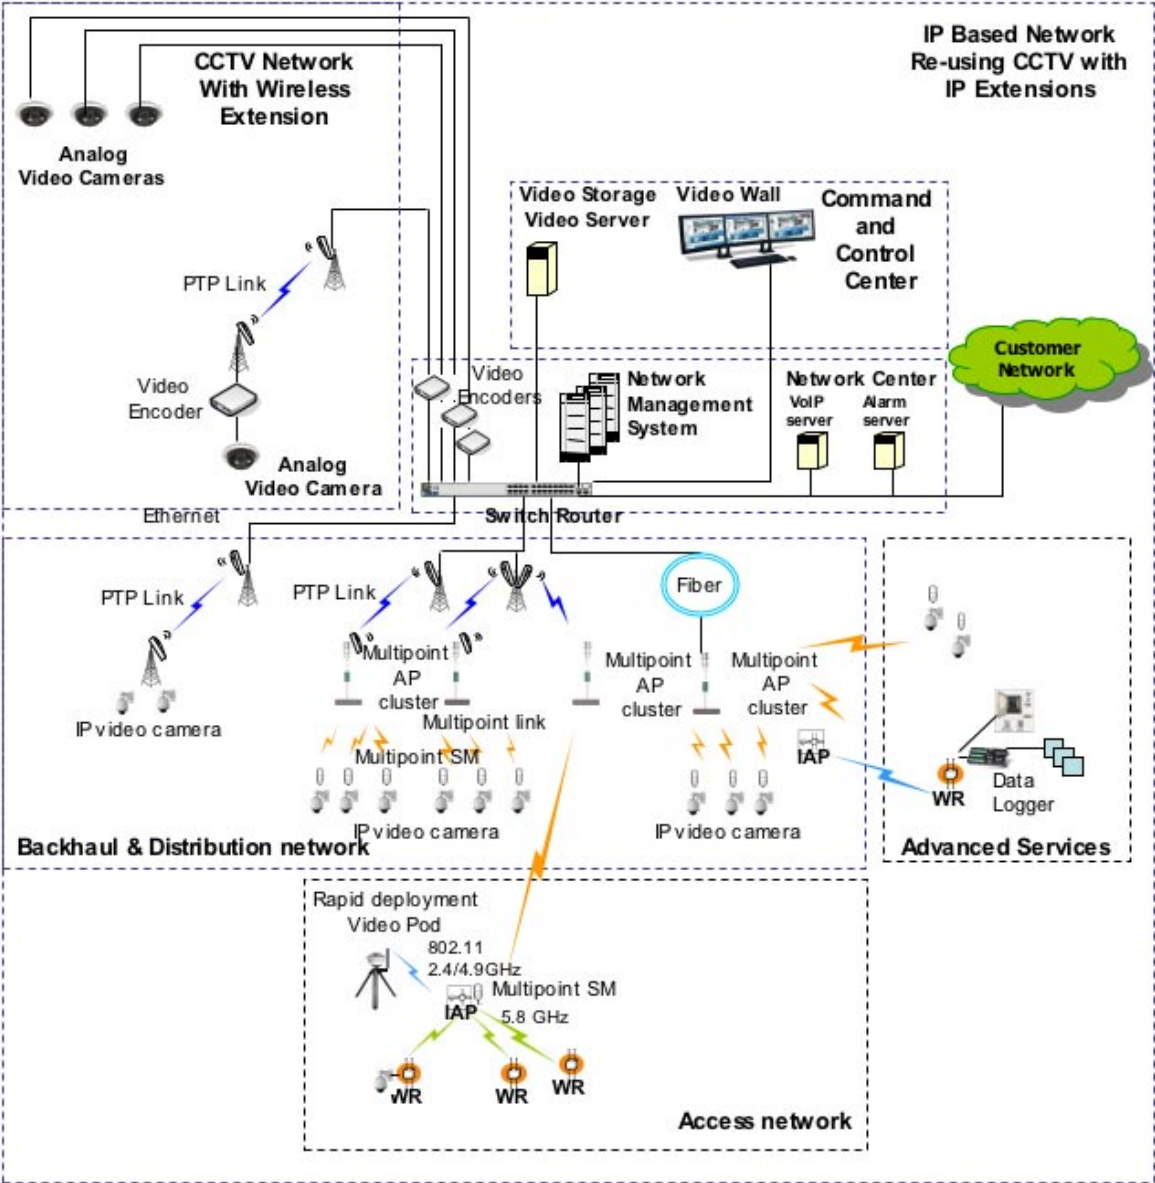 CCTV Network
With Wireless
Extension
IP Based Network
Re-using CCTV with
IP Extensions
Analog
Video Cameras
Video Storage
Video Server
Video Wall
Command
and
Control
Center
PTP Link
Customer
Network
Video
Encoder
Video
Encoders
Network
Management
System
Network Center
VoIP
server
Alarm
server
Analog
Video Camera
Ethernet
Switch Router
PTP Link
PTP Link
Fiber
Multipoint
AP
cluster
Multipoint
AP
cluster
Multipoint
AP
cluster
IP video camera
Multipoint link
Multipoint SM
IAP
WR
Data
Logger
IP video camera
IP video camera
Backhaul & Distribution network
Advanced Services
Rapid deployment
Video Pod
802.11
2.4/4.9GHz
Multipoint SM
IAP
5.8 GHz
WR
WR
WR
Access network